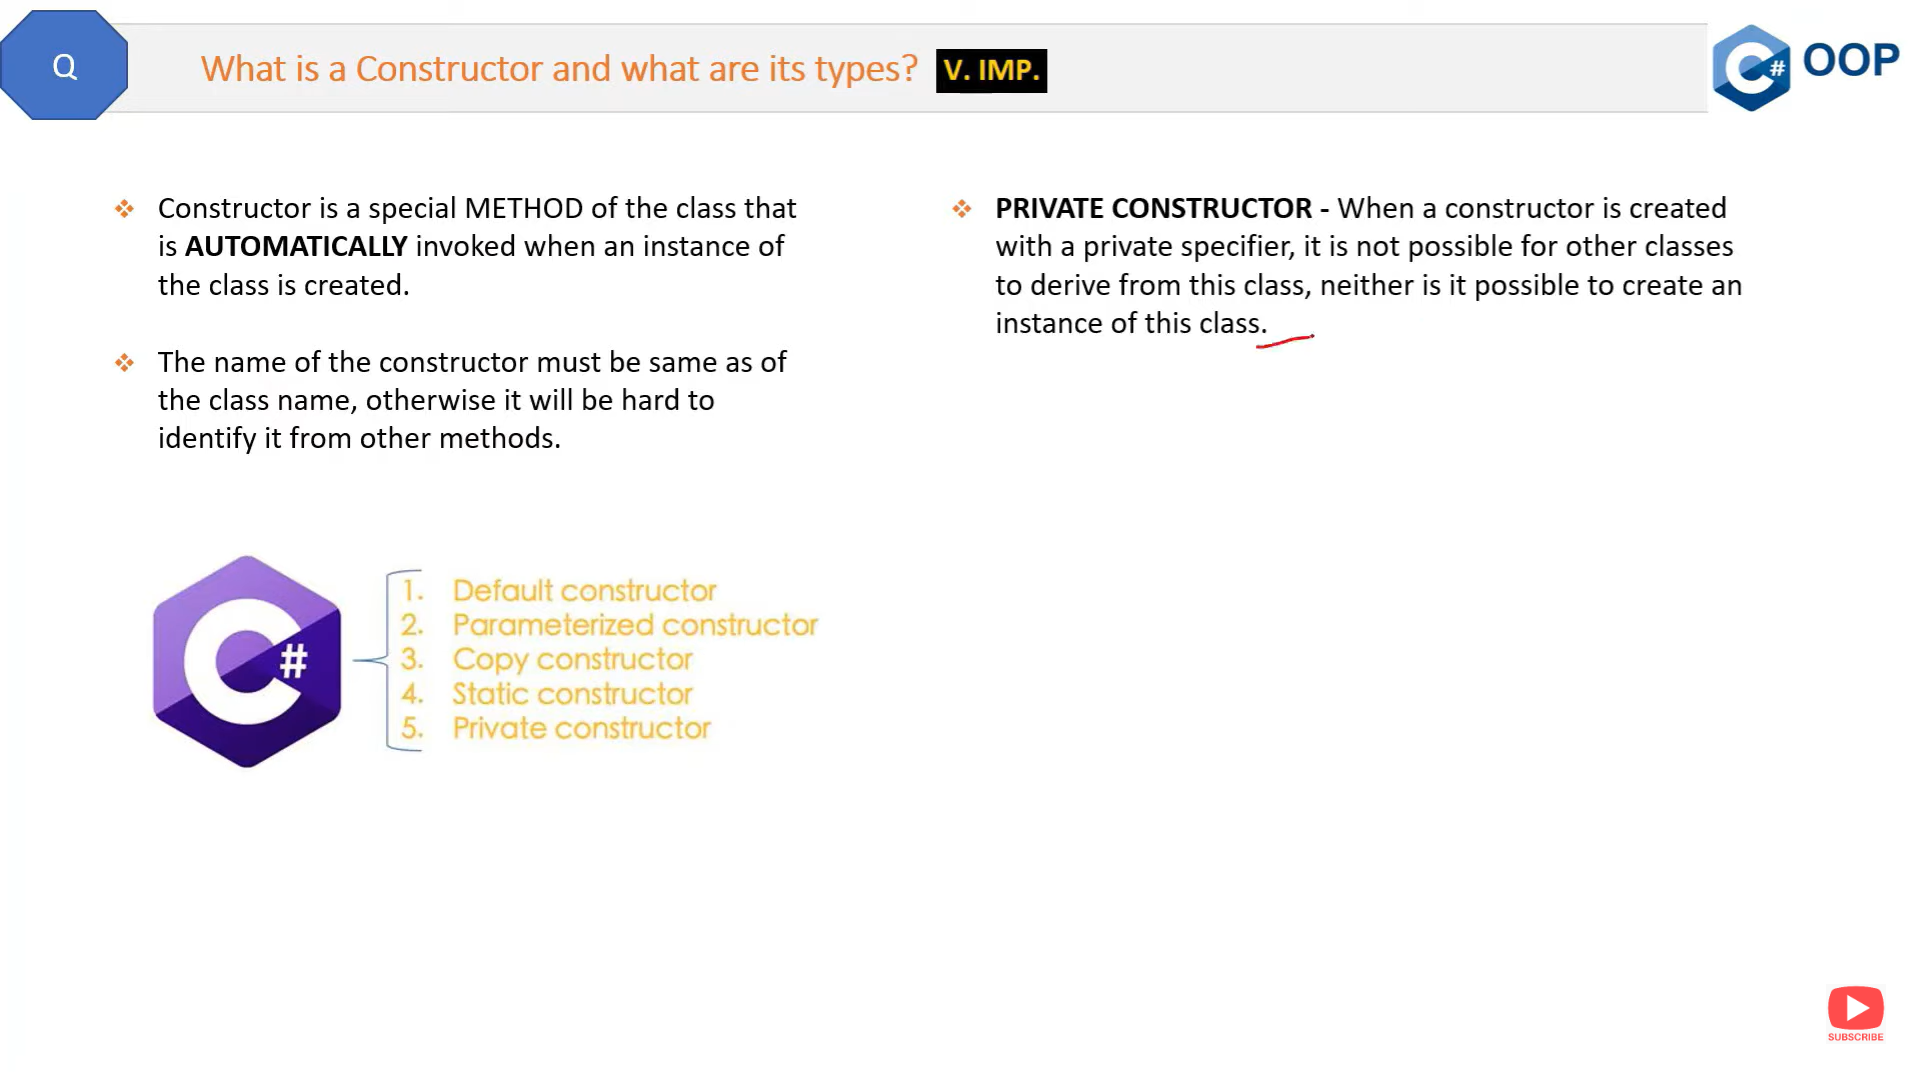 Q
What is a Constructor and what are its types? V. IMP.
C# OOP
❖ Constructor is a special METHOD of the class that
is AUTOMATICALLY invoked when an instance of
the class is created.
❖ The name of the constructor must be same as of
the class name, otherwise it will be hard to
identify it from other methods.
C#
1. Default constructor
2. Parameterized constructor
3. Copy constructor
4. Static constructor
5. Private constructor
❖ PRIVATE CONSTRUCTOR - When a constructor is created
with a private specifier, it is not possible for other classes
to derive from this class, neither is it possible to create an
instance of this class.
SUBSCRIBE